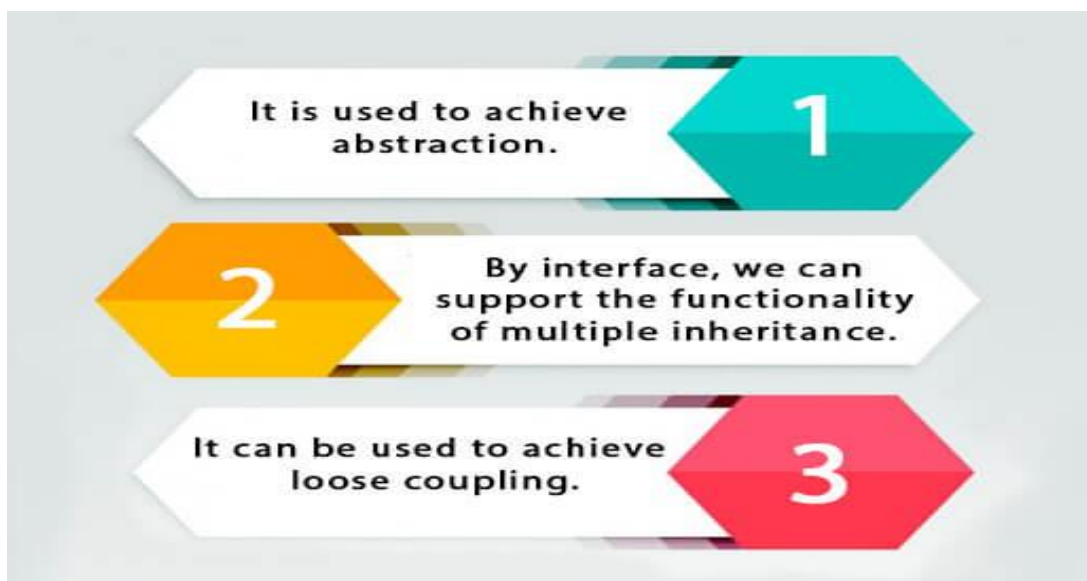 It is used to achieve
abstraction.
1
2
By interface, we can
support the functionality
of multiple inheritance.
It can be used to achieve
loose coupling.
3